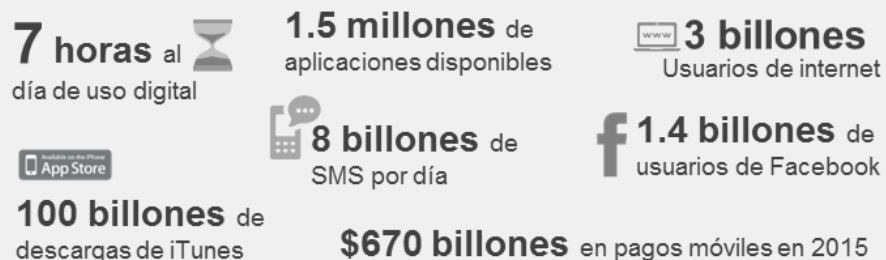 7 horas al
día de uso digital
1.5 millones de
aplicaciones disponibles
www 3 billones
Usuarios de internet
8 billones de
SMS por día
f 1.4 billones de
usuarios de Facebook
Available on the iPhone
App Store
100 billones de
descargas de iTunes
$670 billones en pagos móviles en 2015